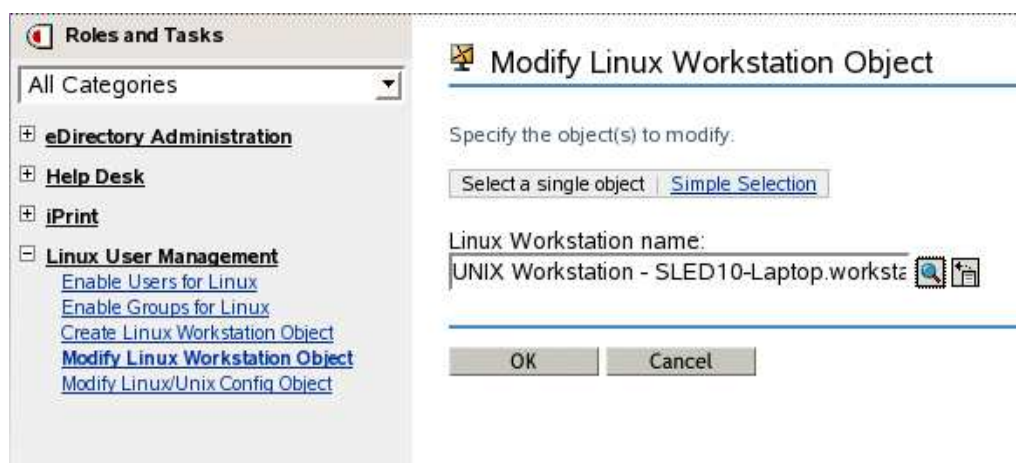 Roles and Tasks
All Categories
eDirectory Administration
Help Desk
iPrint
Linux User Management
Enable Users for Linux
Enable Groups for Linux
Create Linux Workstation Object
Modify Linux Workstation Object
Modify Linux/Unix Config Object
Modify Linux Workstation Object
Specify the object(s) to modify.
Select a single object | Simple Selection
Linux Workstation name:
UNIX Workstation - SLED10-Laptop.worksta
OK Cancel